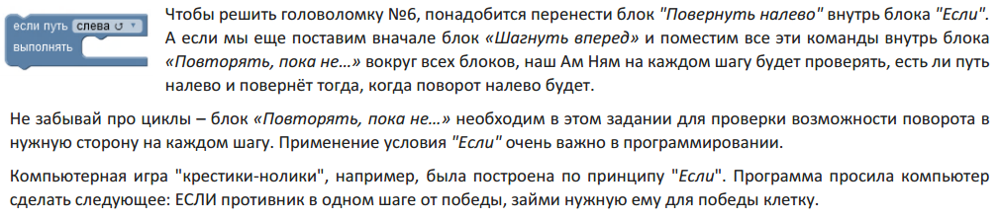 если путь слева ↺ ▾
выполнять
Чтобы решить головоломку №6, понадобится перенести блок "Повернуть налево" внутрь блока "Если".
А если мы еще поставим вначале блок «Шагнуть вперед» и поместим все эти команды внутрь блока
«Повторять, пока не…» вокруг всех блоков, наш Ам Ням на каждом шагу будет проверять, есть ли путь
налево и повернёт тогда, когда поворот налево будет.
Не забывай про циклы – блок «Повторять, пока не…» необходим в этом задании для проверки возможности поворота в
нужную сторону на каждом шагу. Применение условия "Если" очень важно в программировании.
Компьютерная игра "крестики-нолики", например, была построена по принципу "Если". Программа просила компьютер
сделать следующее: ЕСЛИ противник в одном шаге от победы, займи нужную ему для победы клетку.